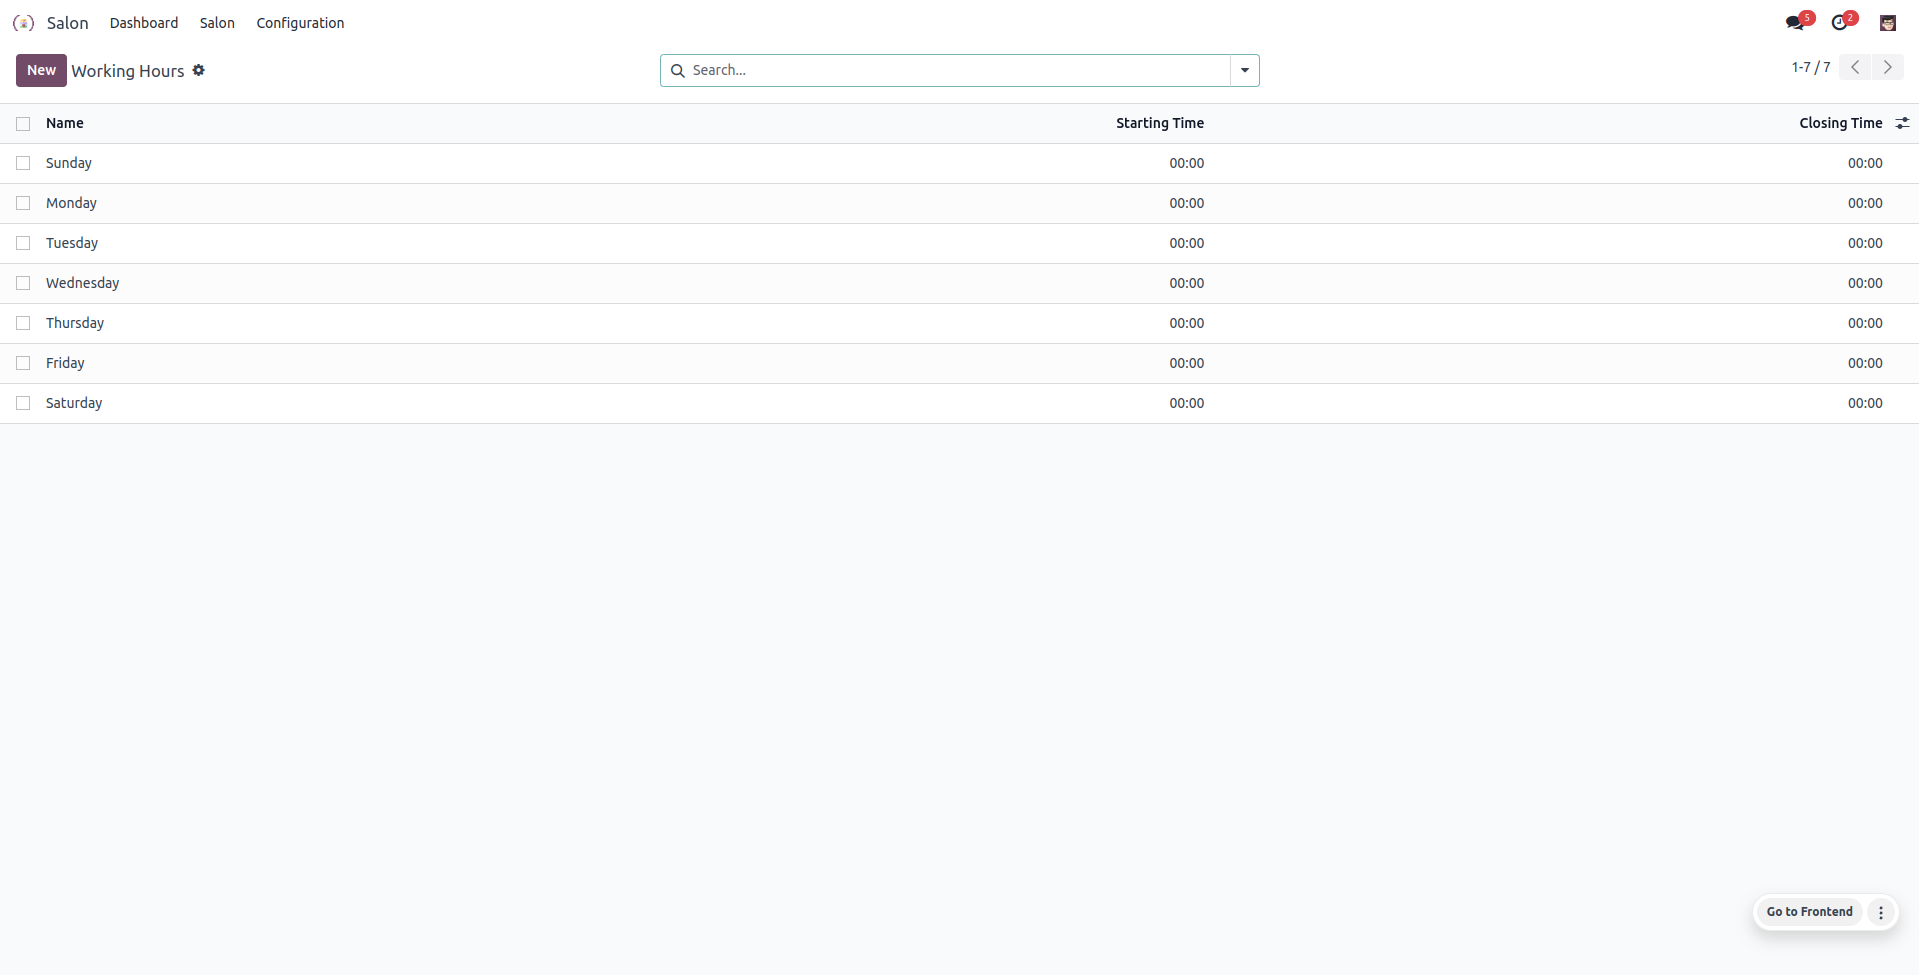 Salon Dashboard Salon Configuration 5 2
New Working Hours Search... 1-7 / 7
Name Starting Time Closing Time
Sunday 00:00 00:00
Monday 00:00 00:00
Tuesday 00:00 00:00
Wednesday 00:00 00:00
Thursday 00:00 00:00
Friday 00:00 00:00
Saturday 00:00 00:00
Go to Frontend